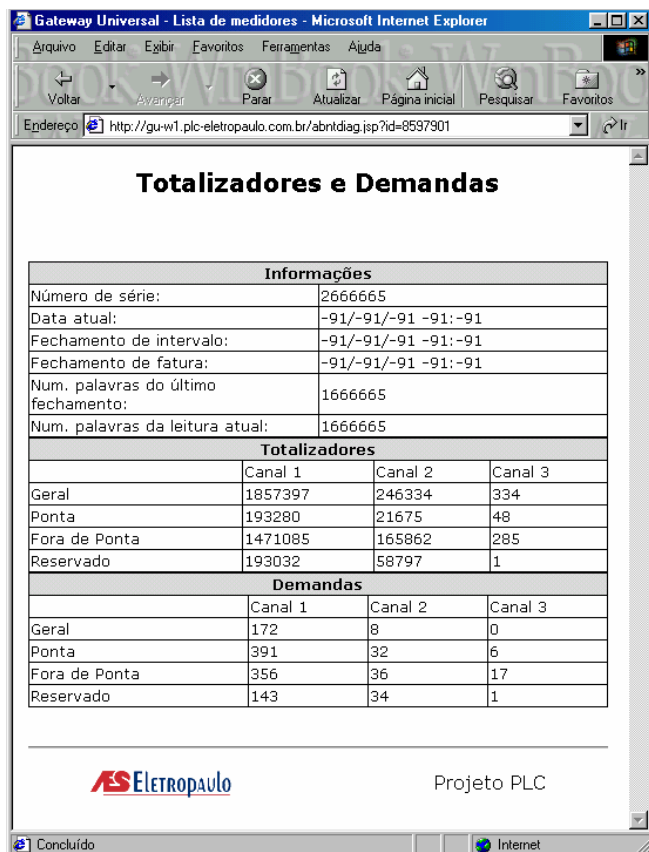 Gateway Universal - Lista de medidores - Microsoft Internet Explorer
Arquivo Editar Exibir Favoritos Ferramentas Ajuda
Voltar Avançar Parar Atualizar Página inicial Pesquisar Favoritos »
Endereço http://gu-w1.plc-eletropaulo.com.br/abntdiag.jsp?id=8597901 Ir
Totalizadores e Demandas
Informações
Número de série: 2666665
Data atual: -91/-91/-91 -91:-91
Fechamento de intervalo: -91/-91/-91 -91:-91
Fechamento de fatura: -91/-91/-91 -91:-91
Num. palavras do último
fechamento: 1666665
Num. palavras da leitura atual: 1666665
Totalizadores
Canal 1 Canal 2 Canal 3
Geral 1857397 246334 334
Ponta 193280 21675 48
Fora de Ponta 1471085 165862 285
Reservado 193032 58797 1
Demandas
Canal 1 Canal 2 Canal 3
Geral 172 8 0
Ponta 391 32 6
Fora de Ponta 356 36 17
Reservado 143 34 1
AES Eletropaulo Projeto PLC
Concluído Internet